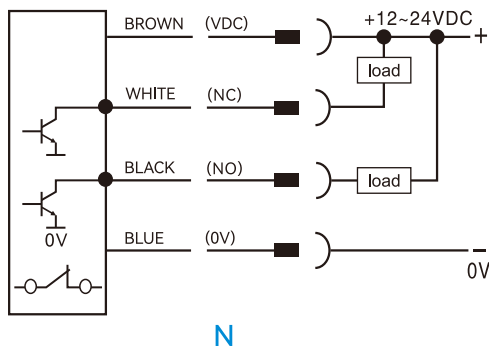 BROWN (VDC) +12~24VDC +
load
WHITE (NC)
BLACK (NO) load
0V
BLUE (0V) −
0V
N